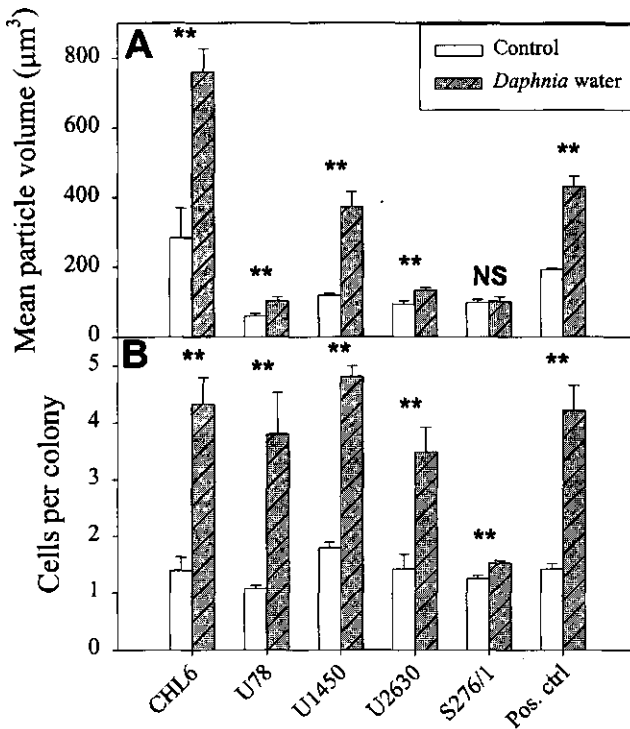 A
Mean particle volume (µm³)
800
600
400
200
0
Control
Daphnia water
**
**
**
**
NS
**
B
Cells per colony
5
4
3
2
1
0
**
**
**
**
**
**
CHL6
U78
U1450
U2630
S276/1
Pos. ctrl